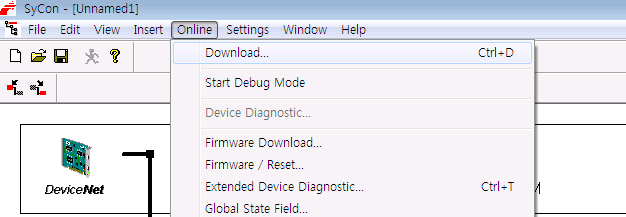 SyCon - [Unnamed1]
File Edit View Insert Online Settings Window Help
Download... Ctrl+D
Start Debug Mode
Device Diagnostic...
Firmware Download...
Firmware / Reset...
Extended Device Diagnostic... Ctrl+T
Global State Field...
DeviceNet